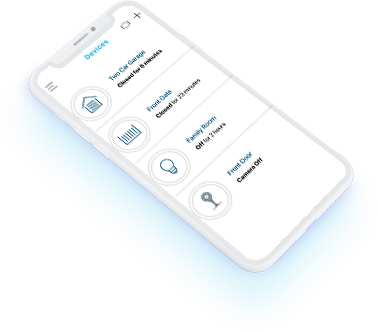 Devices
Two Car Garage
Closed for 8 minutes
Front Gate
Closed for 23 minutes
Family Room
Off for 2 hours
Front Door
Camera Off